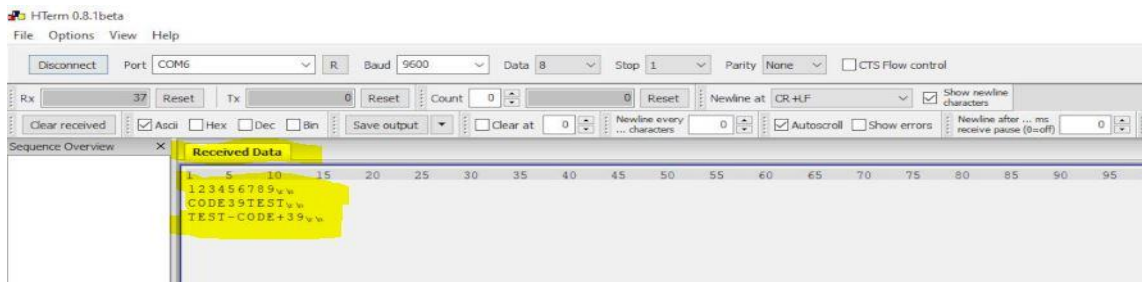 HTerm 0.8.1beta
File Options View Help
Disconnect Port COM6 R Baud 9600 Data 8 Stop 1 Parity None CTS Flow control
Rx 37 Reset Tx 0 Reset Count 0 0 Reset Newline at CR+LF Show newline characters
Clear received Ascii Hex Dec Bin Save output Clear at 0 Newline every ... characters 0 Autoscroll Show errors Newline after ... ms receive pause (0=off) 0
Sequence Overview × Received Data
1 5 10 15 20 25 30 35 40 45 50 55 60 65 70 75 80 85 90 95
123456789\r\n
CODE39TEST\r\n
TEST-CODE+39\r\n